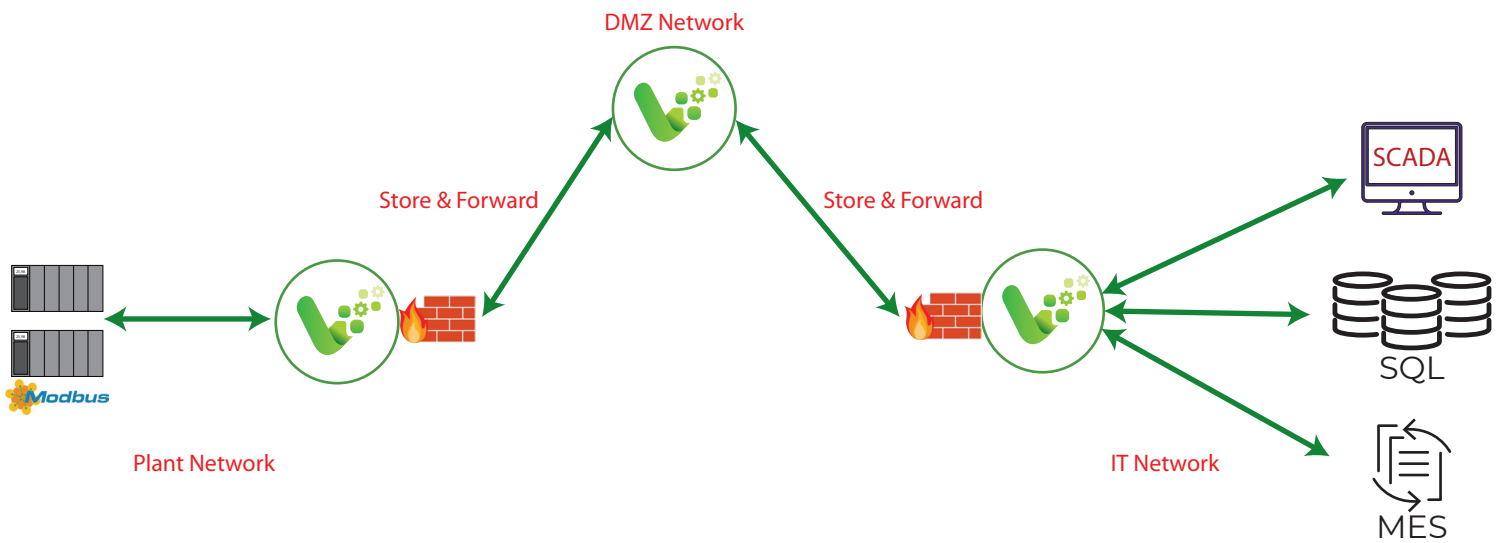 DMZ Network
SCADA
Store & Forward
Store & Forward
SQL
Modbus
Plant Network
IT Network
MES